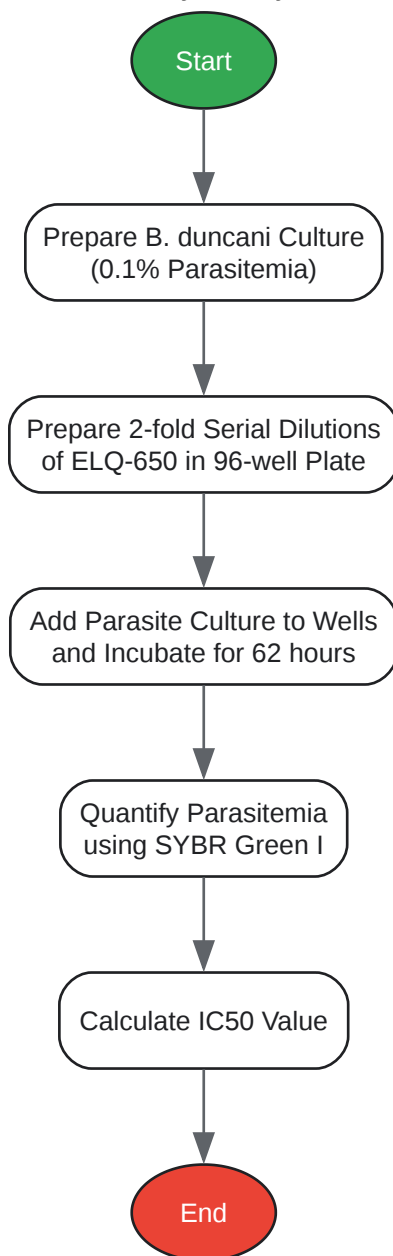 Start
Prepare B. duncani Culture
(0.1% Parasitemia)
Prepare 2-fold Serial Dilutions
of ELQ-650 in 96-well Plate
Add Parasite Culture to Wells
and Incubate for 62 hours
Quantify Parasitemia
using SYBR Green I
Calculate IC50 Value
End